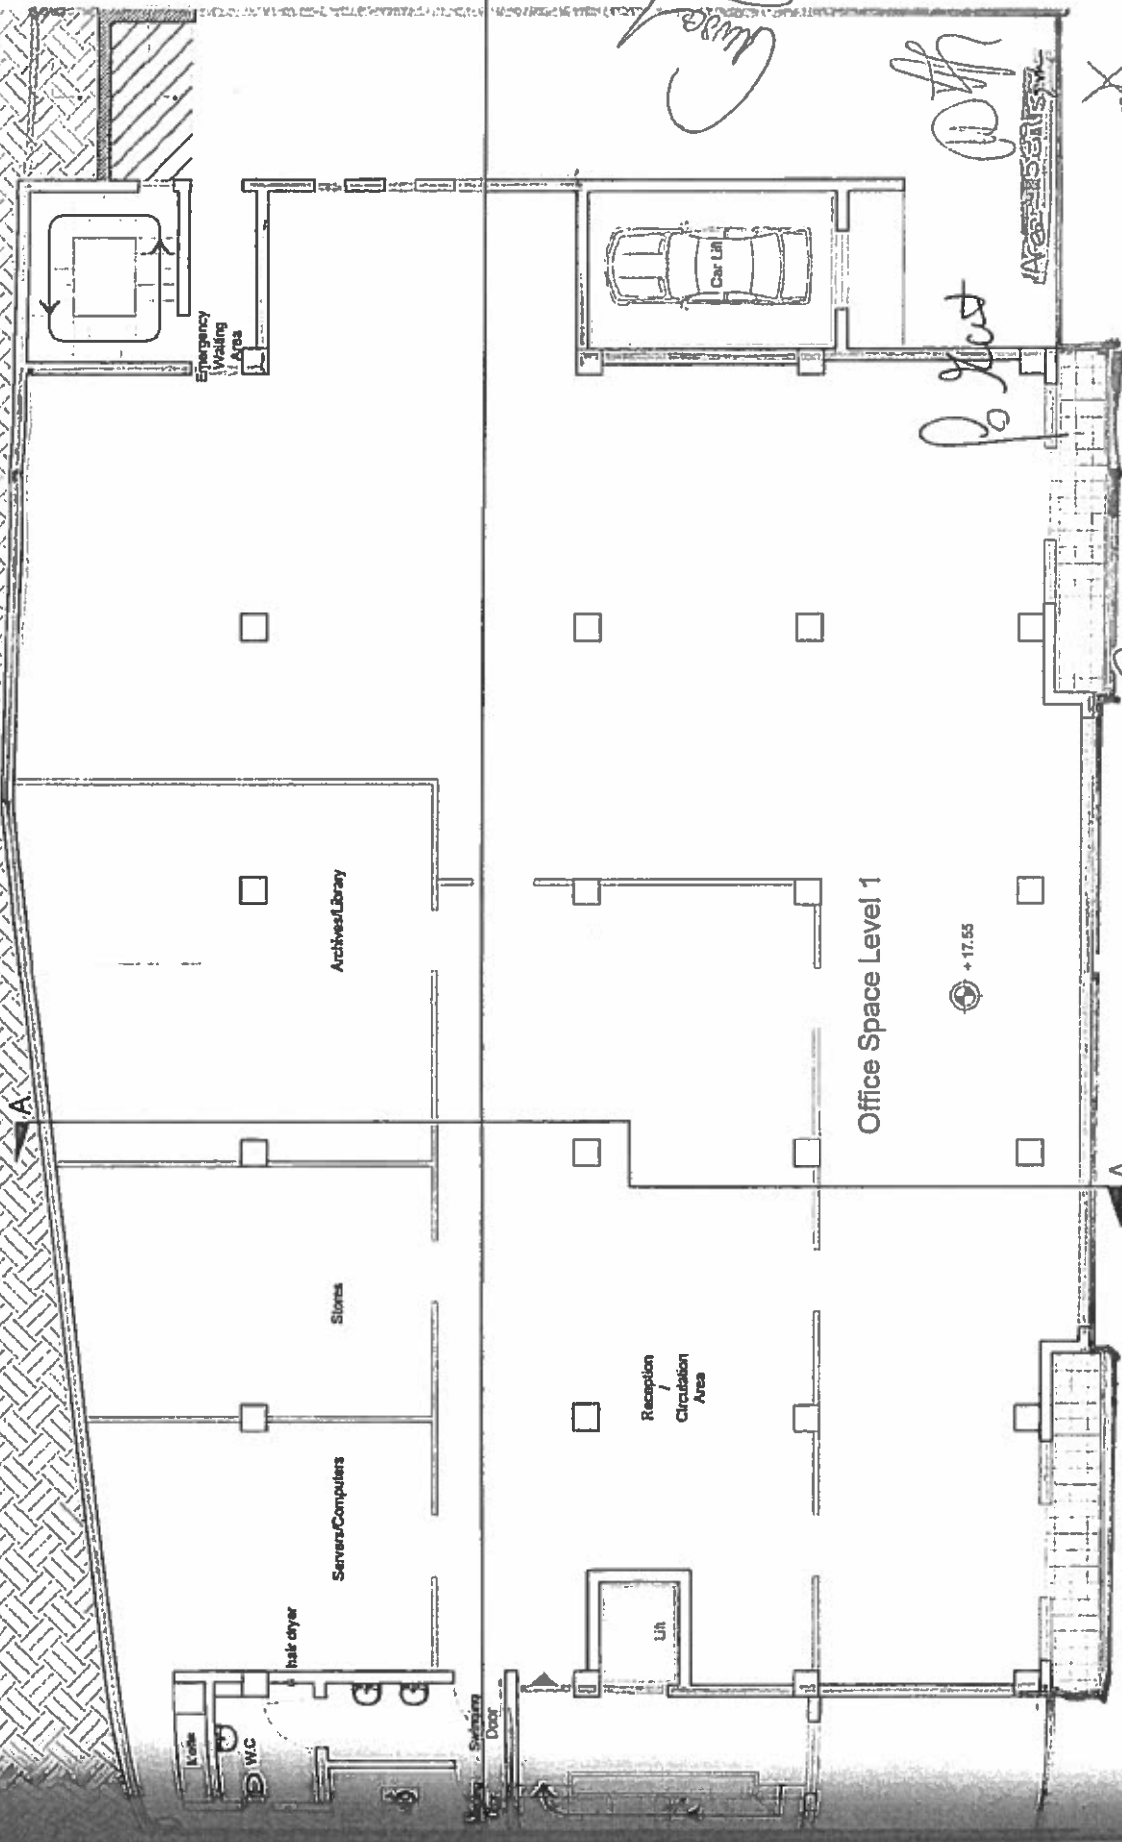 Emergency
Waiting
Area
Car Lift
Archives/Library
A
Office Space Level 1
+ 17.55
Stores
Reception
/
Circulation
Area
A
Servers/Computers
hair dryer
Lift
W.C
Swinging
Door